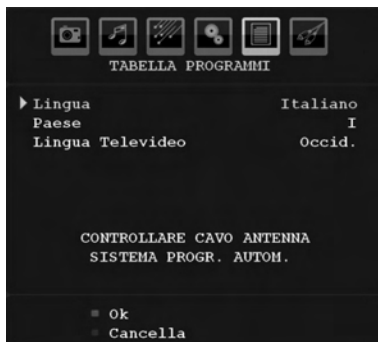 TABELLA PROGRAMMI
Lingua Italiano
Paese I
Lingua Televideo Occid.
CONTROLLARE CAVO ANTENNA
SISTEMA PROGR. AUTOM.
Ok
Cancella